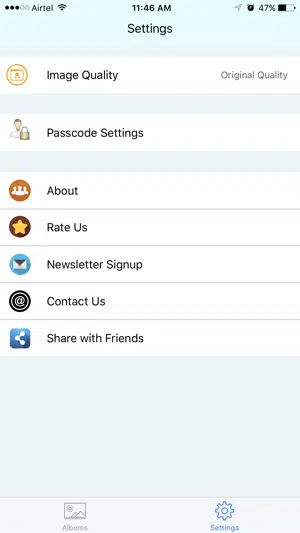 Airtel 11:46 AM 47%
Settings
Image Quality Original Quality
Passcode Settings
About
Rate Us
Newsletter Signup
@ Contact Us
Share with Friends
Albums Settings